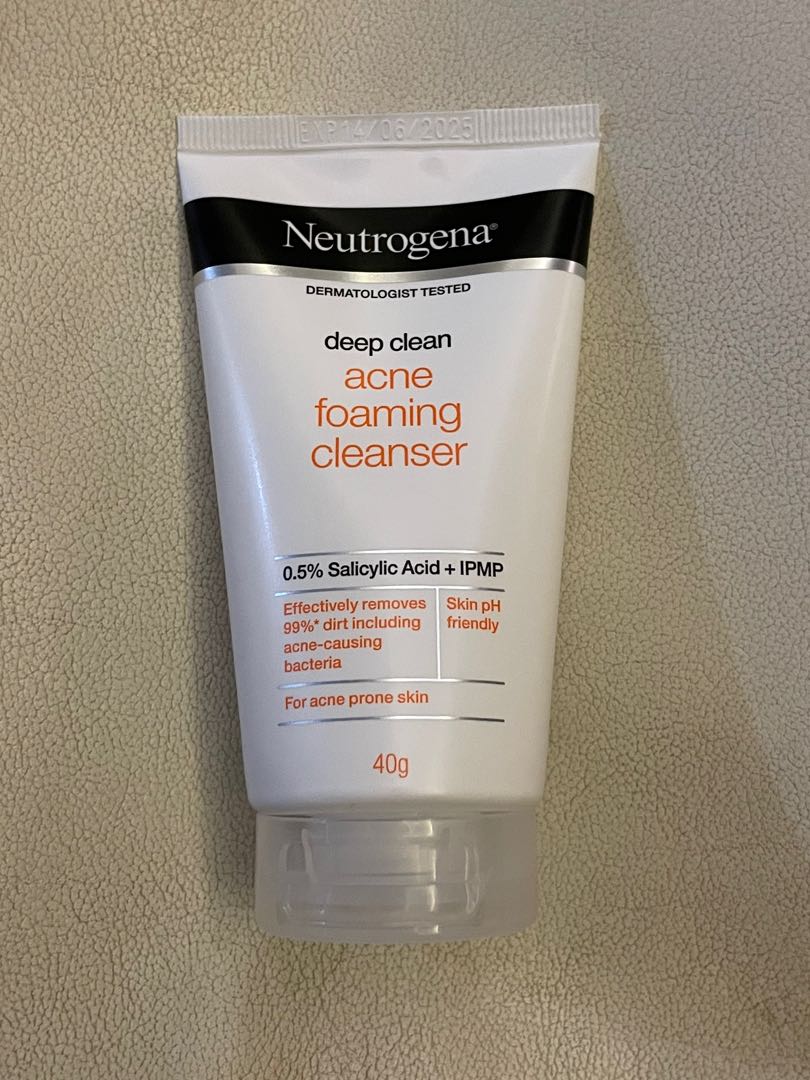 EXP 14/06/2025
Neutrogena®
DERMATOLOGIST TESTED
deep clean
acne
foaming
cleanser
0.5% Salicylic Acid + IPMP
Effectively removes
99%* dirt including
acne-causing
bacteria
Skin pH
friendly
For acne prone skin
40g